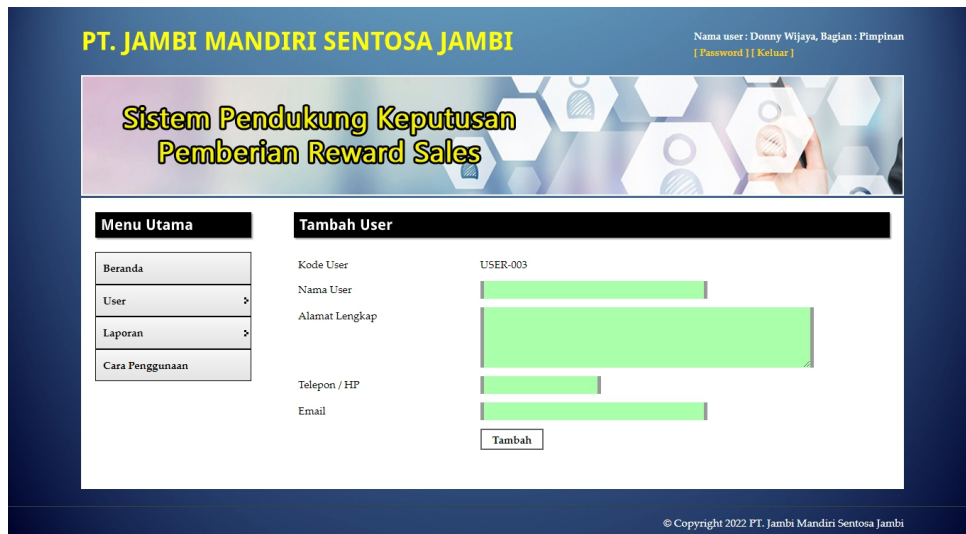 PT. JAMBI MANDIRI SENTOSA JAMBI
Nama user : Donny Wijaya, Bagian : Pimpinan
[ Password ] [ Keluar ]
Sistem Pendukung Keputusan
Pemberian Reward Sales
Menu Utama
Beranda
User
Laporan
Cara Penggunaan
Tambah User
Kode User USER-003
Nama User
Alamat Lengkap
Telepon / HP
Email
Tambah
© Copyright 2022 PT. Jambi Mandiri Sentosa Jambi